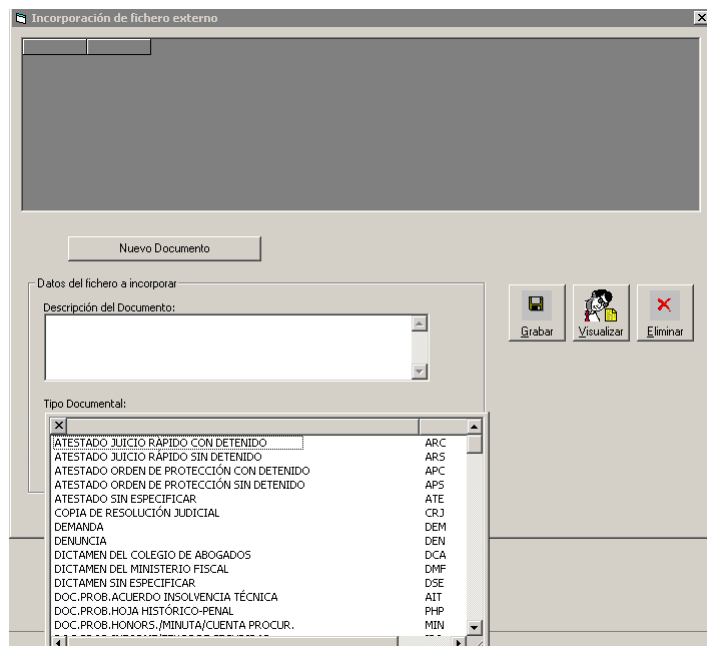 Incorporación de fichero externo
Nuevo Documento
Datos del fichero a incorporar
Descripción del Documento:
Grabar
Visualizar
Eliminar
Tipo Documental:
ATESTADO JUICIO RÁPIDO CON DETENIDO ARC
ATESTADO JUICIO RÁPIDO SIN DETENIDO ARS
ATESTADO ORDEN DE PROTECCIÓN CON DETENIDO APC
ATESTADO ORDEN DE PROTECCIÓN SIN DETENIDO APS
ATESTADO SIN ESPECIFICAR ATE
COPIA DE RESOLUCIÓN JUDICIAL CRJ
DEMANDA DEM
DENUNCIA DEN
DICTAMEN DEL COLEGIO DE ABOGADOS DCA
DICTAMEN DEL MINISTERIO FISCAL DMF
DICTAMEN SIN ESPECIFICAR DSE
DOC.PROB.ACUERDO INSOLVENCIA TÉCNICA AIT
DOC.PROB.HOJA HISTÓRICO-PENAL PHP
DOC.PROB.HONORS./MINUTA/CUENTA PROCUR. MIN